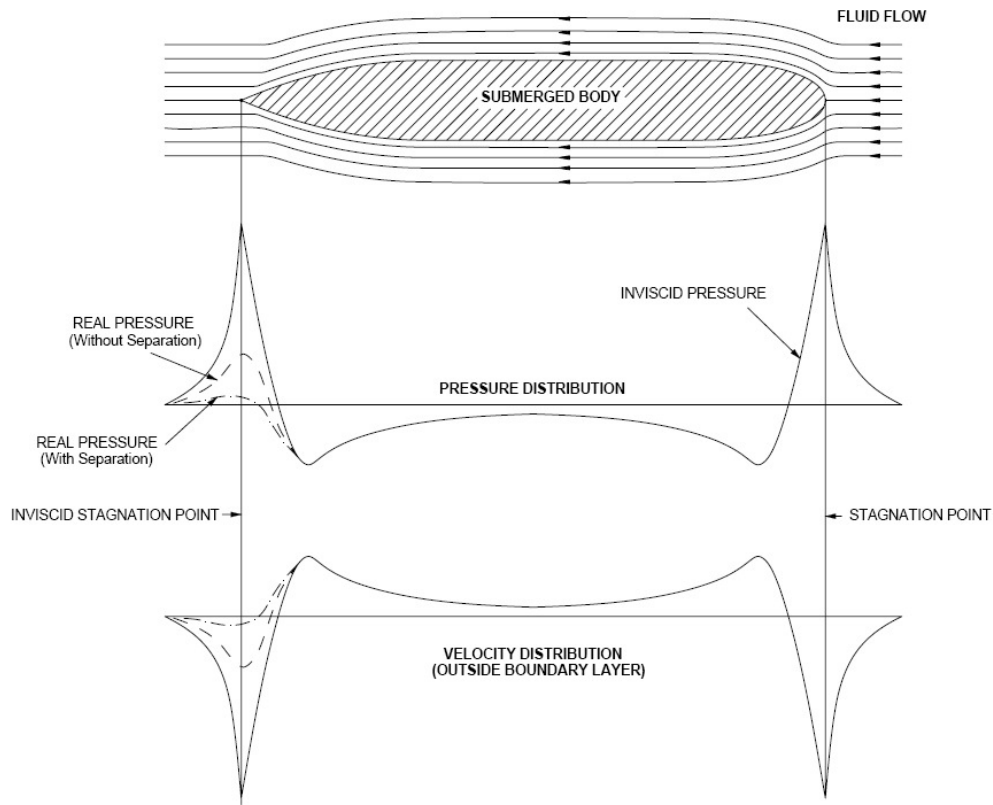 FLUID FLOW
SUBMERGED BODY
INVISCID PRESSURE
REAL PRESSURE
(Without Separation)
PRESSURE DISTRIBUTION
REAL PRESSURE
(With Separation)
INVISCID STAGNATION POINT
STAGNATION POINT
VELOCITY DISTRIBUTION
(OUTSIDE BOUNDARY LAYER)